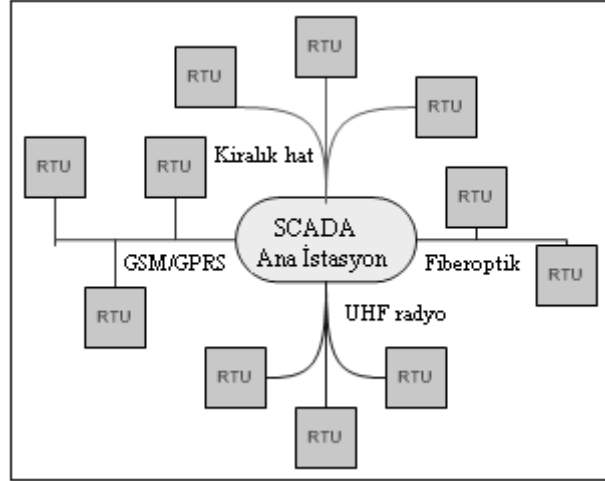 RTU
RTU
RTU
RTU
RTU
Kiralık hat
RTU
SCADA
Ana İstasyon
GSM/GPRS
Fiberoptik
RTU
RTU
UHF radyo
RTU
RTU
RTU